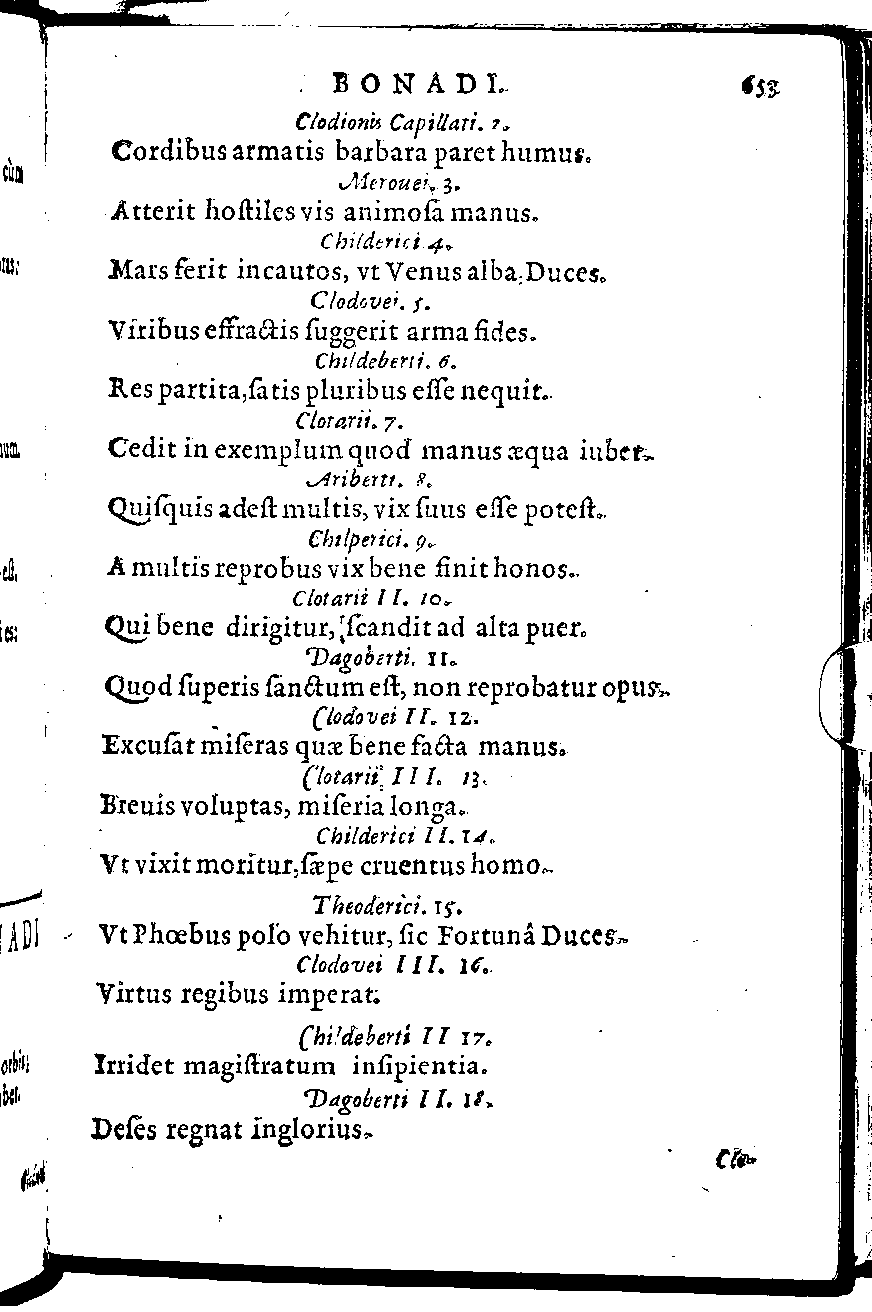 BONADI.
653
Clodionis Capillati. 2.
Cordibus armatis barbara paret humus.
Merouei. 3.
Atterit hoſtiles vis animoſa manus.
Childerici 4.
Mars ferit incautos, vt Venus alba, Duces.
Clodovei. 5.
Viribus effractis ſuggerit arma fides.
Childeberti. 6.
Res partita, ſatis pluribus eſſe nequit.
Clotarii. 7.
Cedit in exemplum quod manus æqua iubet.
Ariberti. 8.
Quiſquis adeſt multis, vix ſuus eſſe poteſt.
Chilperici. 9.
A multis reprobus vix bene finit honos.
Clotarii II. 10.
Qui bene dirigitur, ſcandit ad alta puer.
Dagoberti. 11.
Quod ſuperis ſanctum eſt, non reprobatur opus.
Clodovei II. 12.
Excuſat miſeras quæ bene facta manus.
Clotarii III. 13.
Breuis voluptas, miſeria longa.
Childerici II. 14.
Vt vixit moritur, ſæpe cruentus homo.
Theoderici. 15.
Vt Phœbus polo vehitur, ſic Fortunâ Duces.
Clodovei III. 16.
Virtus regibus imperat.
Childeberti II 17.
Irridet magiſtratum inſipientia.
Dagoberti II. 18.
Deſes regnat inglorius.
Clo-